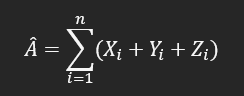 Â = ∑_{i=1}^{n} (X_i + Y_i + Z_i)